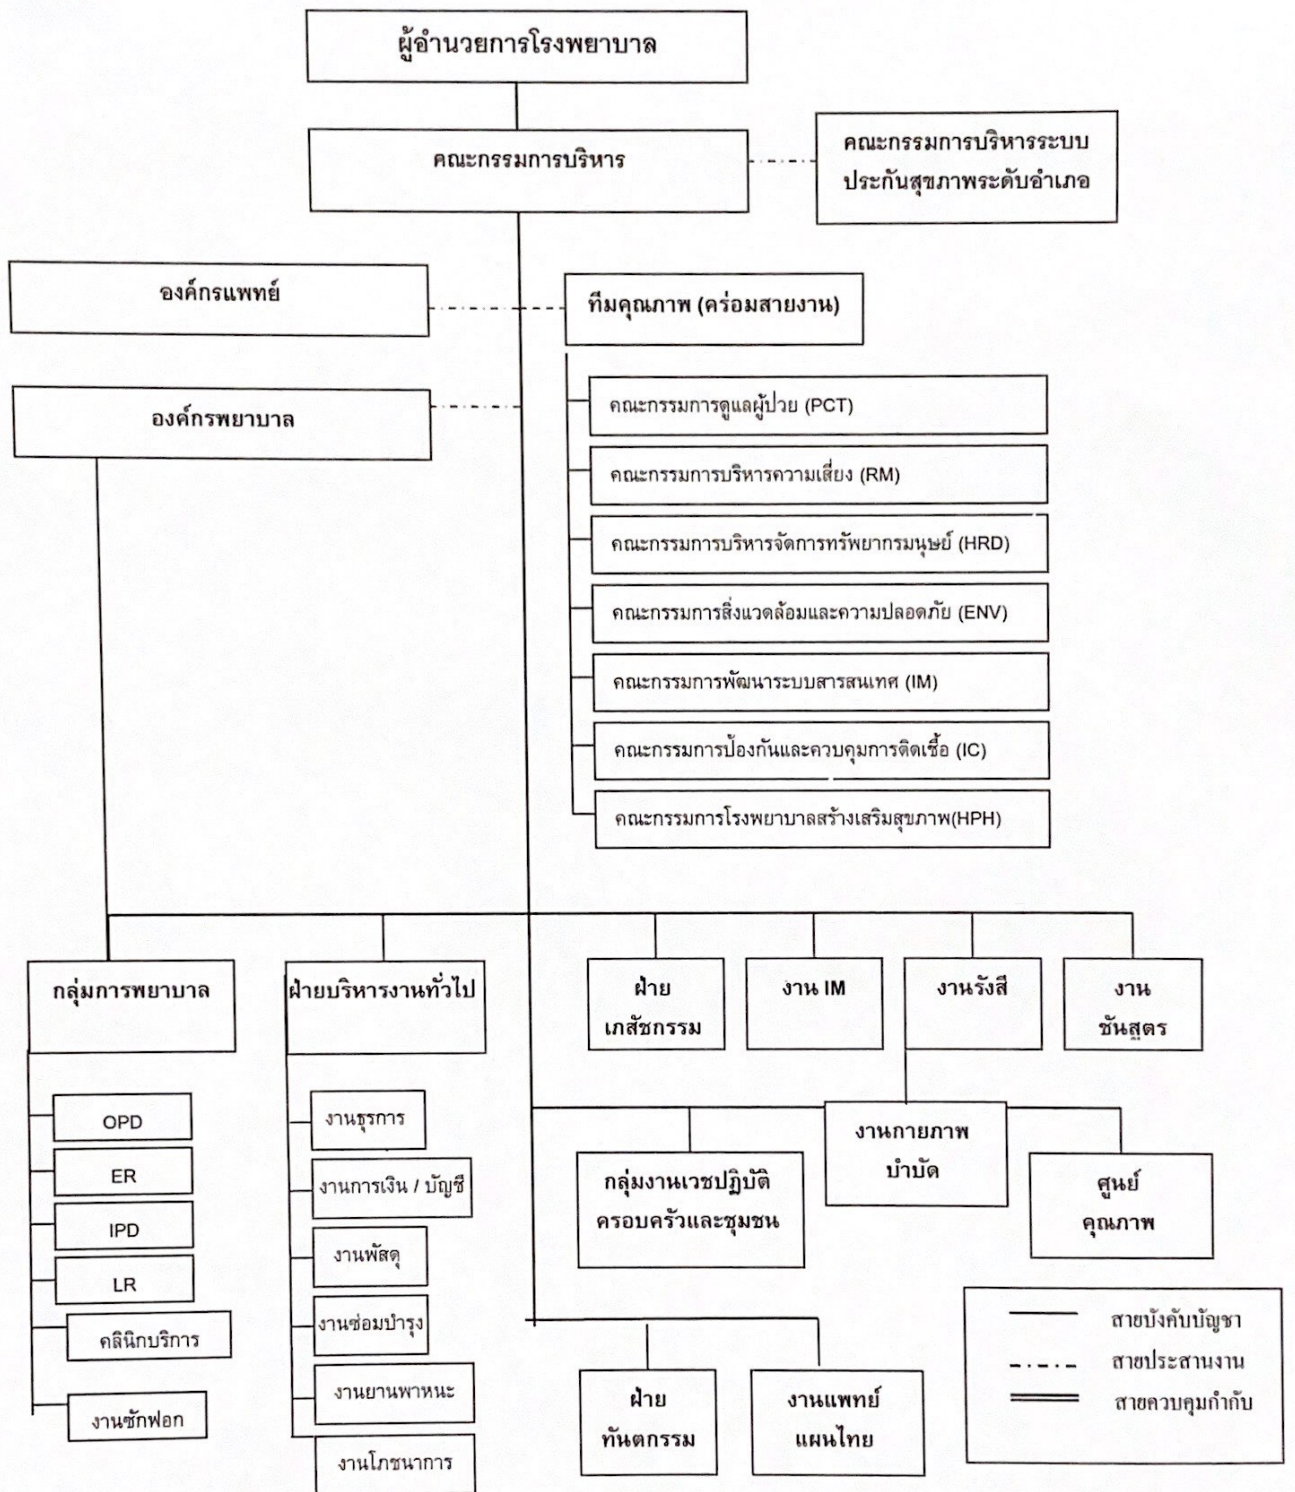 ผู้อำนวยการโรงพยาบาล
คณะกรรมการบริหาร
คณะกรรมการบริหารระบบ
ประกันสุขภาพระดับอำเภอ
องค์กรแพทย์
ทีมคุณภาพ (คร่อมสายงาน)
องค์กรพยาบาล
คณะกรรมการดูแลผู้ป่วย (PCT)
คณะกรรมการบริหารความเสี่ยง (RM)
คณะกรรมการบริหารจัดการทรัพยากรมนุษย์ (HRD)
คณะกรรมการสิ่งแวดล้อมและความปลอดภัย (ENV)
คณะกรรมการพัฒนาระบบสารสนเทศ (IM)
คณะกรรมการป้องกันและควบคุมการติดเชื้อ (IC)
คณะกรรมการโรงพยาบาลสร้างเสริมสุขภาพ(HPH)
กลุ่มการพยาบาล
ฝ่ายบริหารงานทั่วไป
ฝ่าย
เภสัชกรรม
งาน IM
งานรังสี
งาน
ชันสูตร
OPD
ER
IPD
LR
คลินิกบริการ
งานซักฟอก
งานธุรการ
งานการเงิน / บัญชี
งานพัสดุ
งานซ่อมบำรุง
งานยานพาหนะ
งานโภชนาการ
กลุ่มงานเวชปฏิบัติ
ครอบครัวและชุมชน
งานกายภาพ
บำบัด
ศูนย์
คุณภาพ
ฝ่าย
ทันตกรรม
งานแพทย์
แผนไทย
สายบังคับบัญชา
สายประสานงาน
สายควบคุมกำกับ